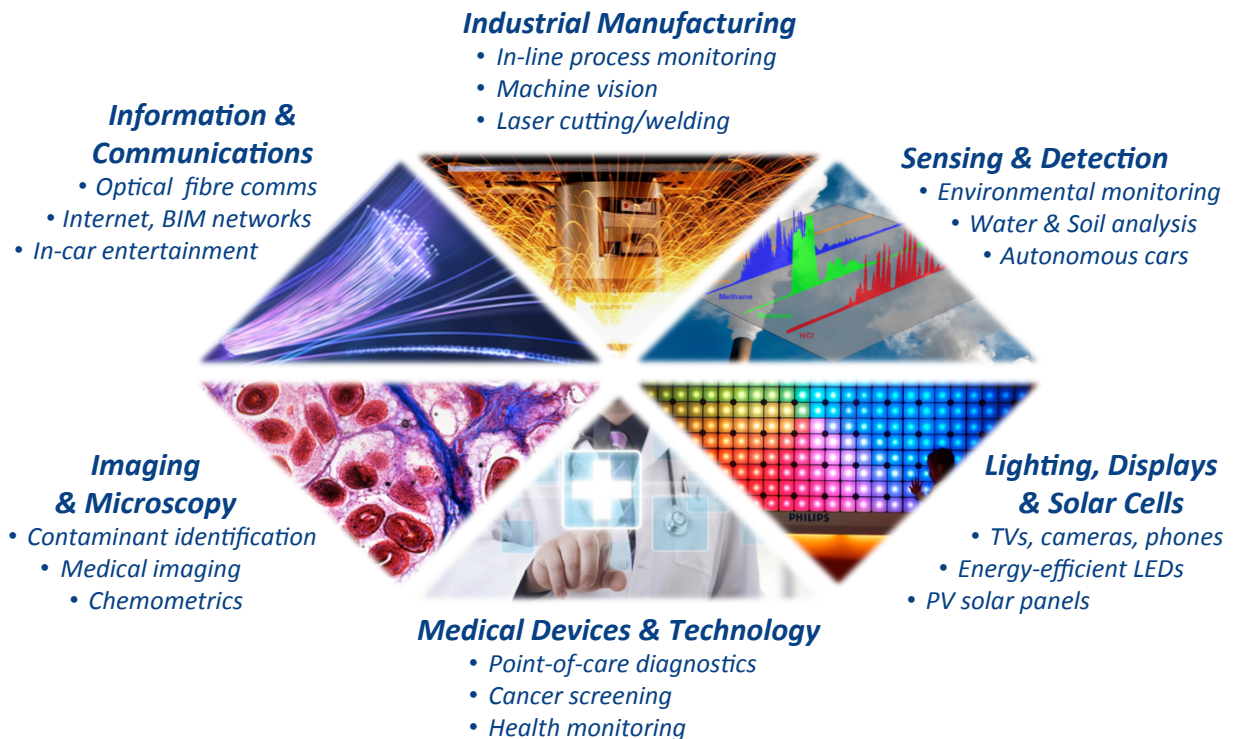 Industrial Manufacturing
• In-line process monitoring
• Machine vision
• Laser cutting/welding
Information &
Communications
• Optical fibre comms
• Internet, BIM networks
• In-car entertainment
Sensing & Detection
• Environmental monitoring
• Water & Soil analysis
• Autonomous cars
Methane
HCl
Imaging
& Microscopy
• Contaminant identification
• Medical imaging
• Chemometrics
PHILIPS
Lighting, Displays
& Solar Cells
• TVs, cameras, phones
• Energy-efficient LEDs
• PV solar panels
Medical Devices & Technology
• Point-of-care diagnostics
• Cancer screening
• Health monitoring